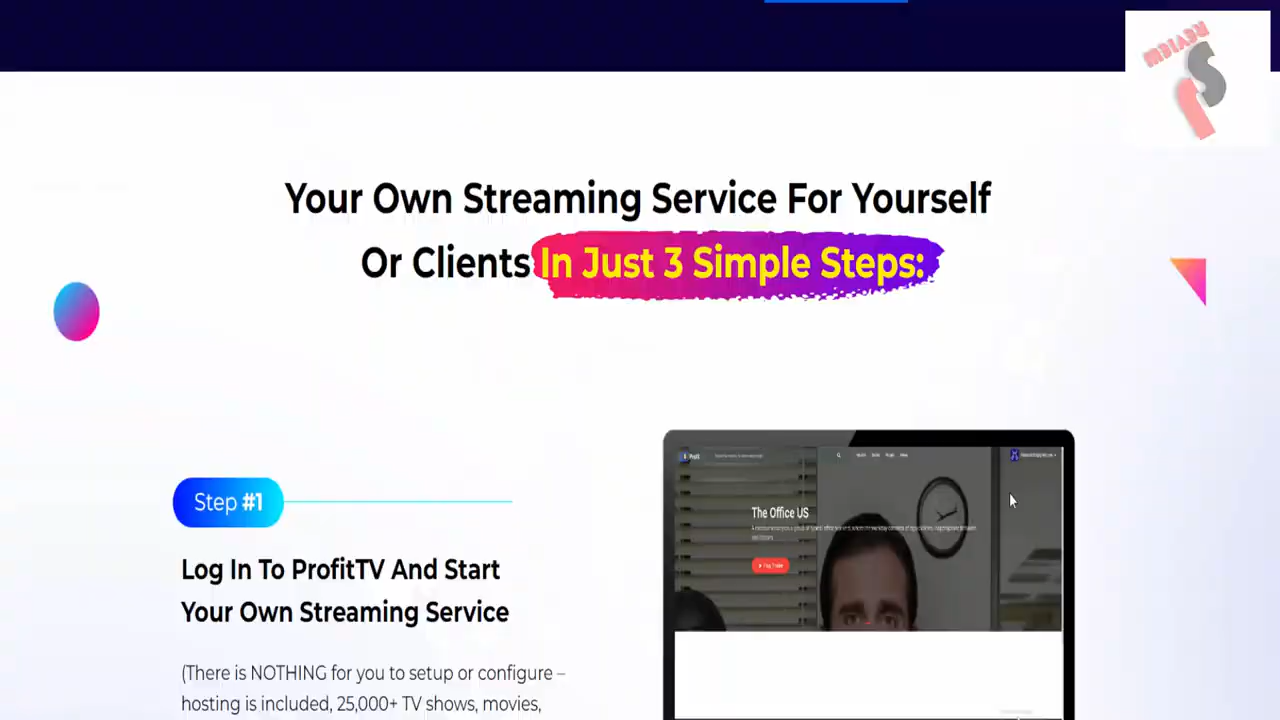 REVIEW
Your Own Streaming Service For Yourself
Or Clients In Just 3 Simple Steps:
Step #1
Log In To ProfitTV And Start
Your Own Streaming Service
(There is NOTHING for you to setup or configure –
hosting is included, 25,000+ TV shows, movies,
The Office US
Play Trailer